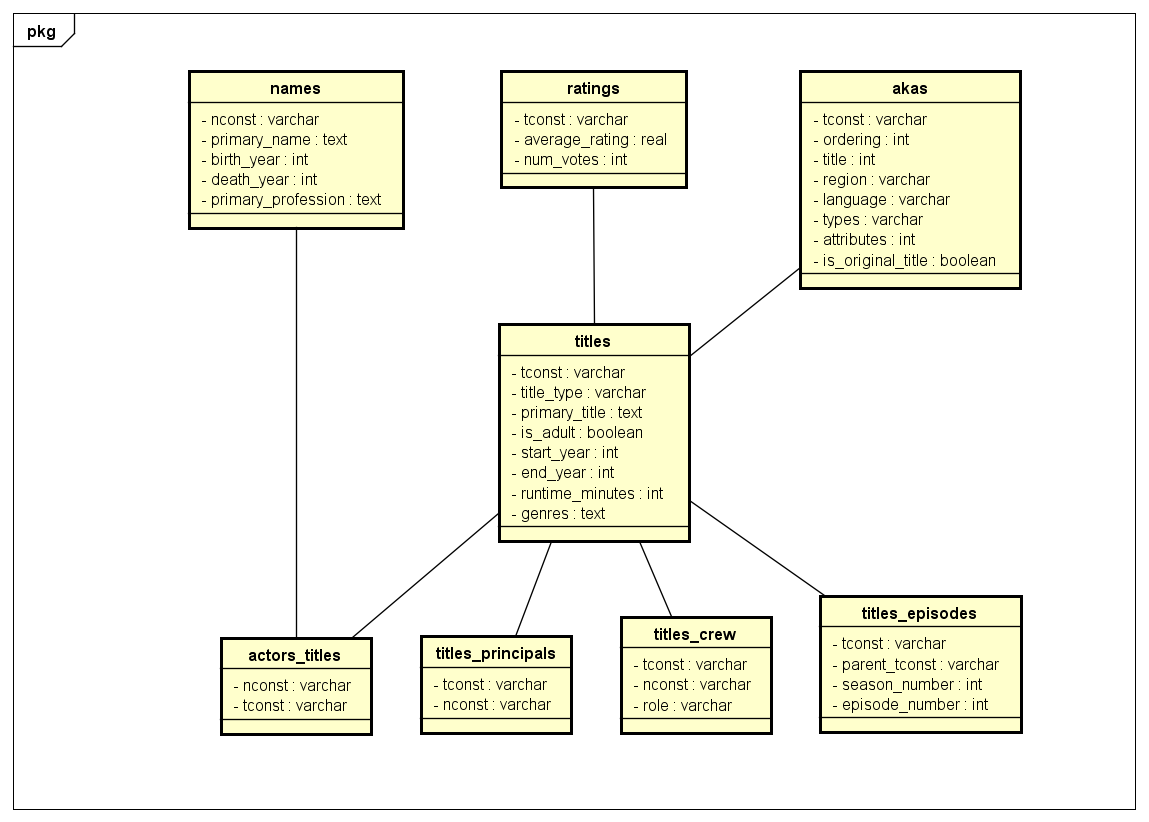 pkg
names
- nconst : varchar
- primary_name : text
- birth_year : int
- death_year : int
- primary_profession : text
ratings
- tconst : varchar
- average_rating : real
- num_votes : int
akas
- tconst : varchar
- ordering : int
- title : int
- region : varchar
- language : varchar
- types : varchar
- attributes : int
- is_original_title : boolean
titles
- tconst : varchar
- title_type : varchar
- primary_title : text
- is_adult : boolean
- start_year : int
- end_year : int
- runtime_minutes : int
- genres : text
actors_titles
- nconst : varchar
- tconst : varchar
titles_principals
- tconst : varchar
- nconst : varchar
titles_crew
- tconst : varchar
- nconst : varchar
- role : varchar
titles_episodes
- tconst : varchar
- parent_tconst : varchar
- season_number : int
- episode_number : int